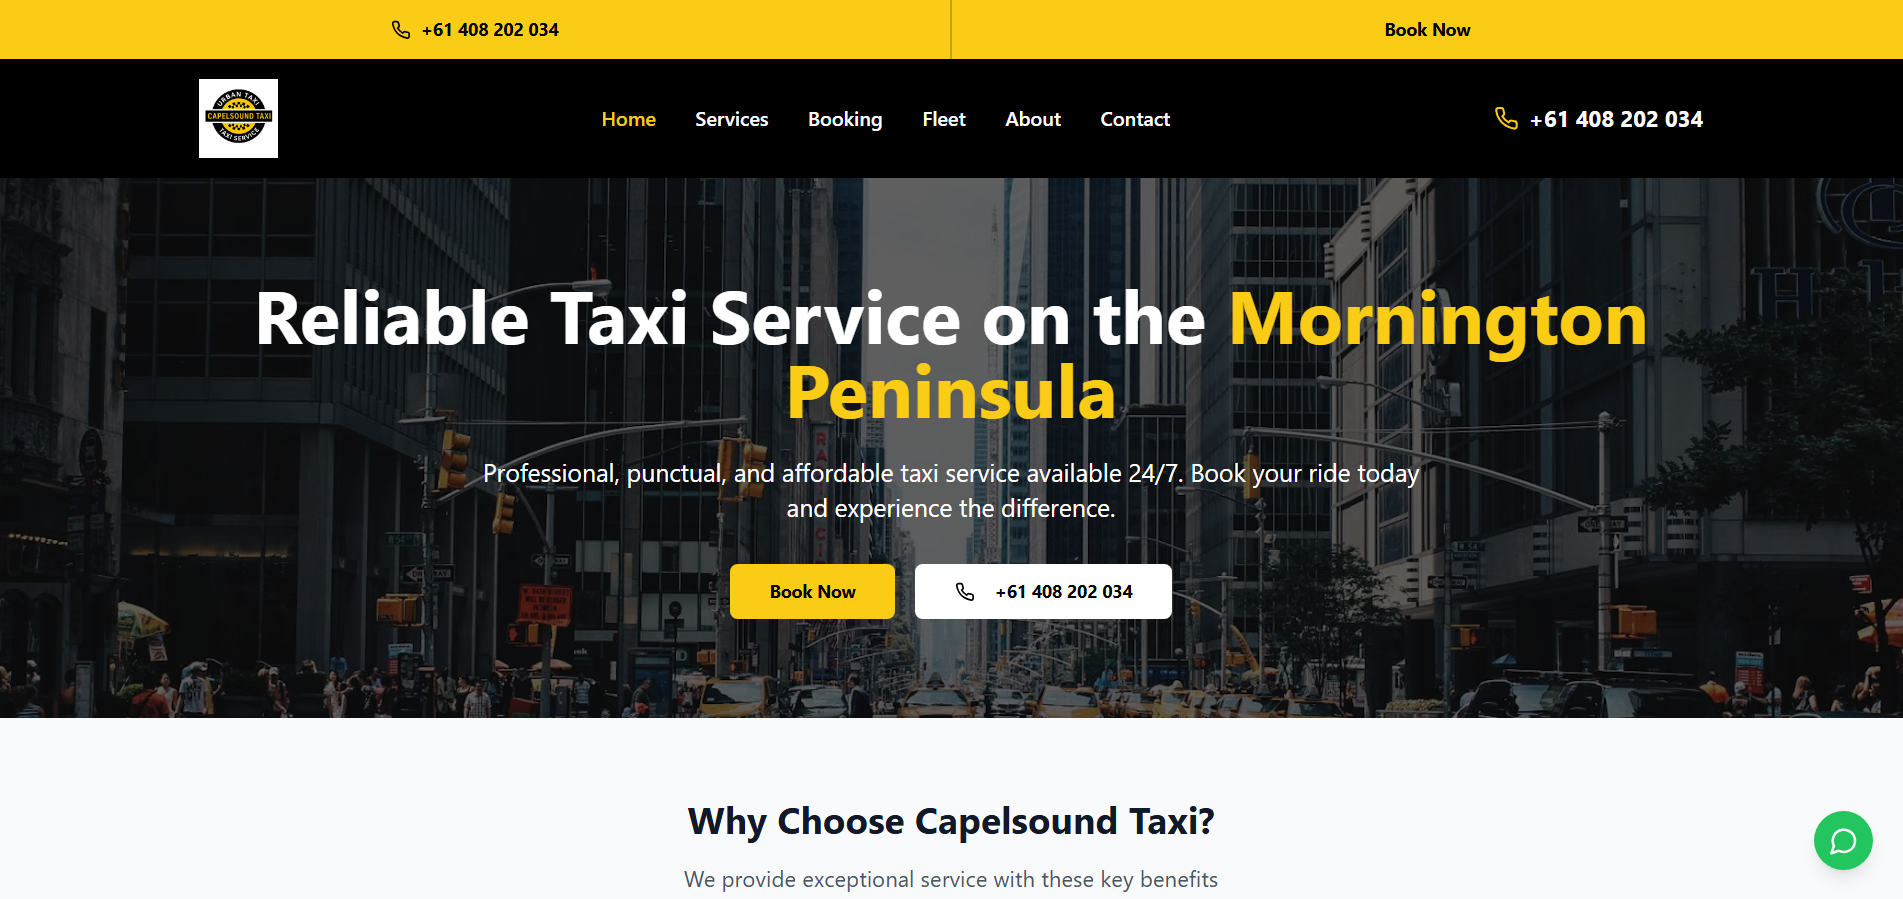 +61 408 202 034
Book Now
URBAN TAXI
CAPELSOUND TAXI
TAXI SERVICE
Home
Services
Booking
Fleet
About
Contact
+61 408 202 034
Reliable Taxi Service on the Mornington
Peninsula
Professional, punctual, and affordable taxi service available 24/7. Book your ride today
and experience the difference.
Book Now
+61 408 202 034
Why Choose Capelsound Taxi?
We provide exceptional service with these key benefits